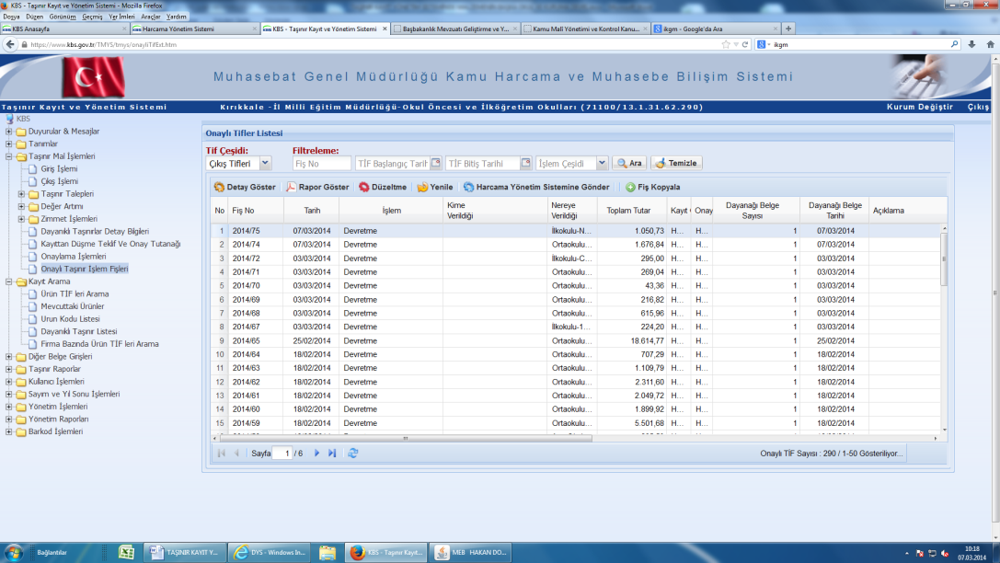 KBS - Taşınır Kayıt ve Yönetim Sistemi - Mozilla Firefox
Dosya Düzen Görünüm Geçmiş Yer İmleri Araçlar Yardım
KBS Anasayfa
Harcama Yönetim Sistemi
KBS - Taşınır Kayıt ve Yönetim Sistemi
Başbakanlık Mevzuatı Geliştirme ve Y...
Kamu Mali Yönetimi ve Kontrol Kanu...
ikgm - Google'da Ara
https://www.kbs.gov.tr/TMYS/tmys/onayliTifList.htm
ikgm
Muhasebat Genel Müdürlüğü Kamu Harcama ve Muhasebe Bilişim Sistemi
Taşınır Kayıt ve Yönetim Sistemi
Kırıkkale -İl Milli Eğitim Müdürlüğü-Okul Öncesi ve İlköğretim Okulları (71100/13.1.31.62.290)
Kurum Değiştir Çıkış
KBS
Duyurular & Mesajlar
Tanımlar
Taşınır Mal İşlemleri
Giriş İşlemi
Çıkış İşlemi
Taşınır Talepleri
Değer Artımı
Zimmet İşlemleri
Dayanıklı Taşınırlar Detay Bilgileri
Kayıttan Düşme Teklif Ve Onay Tutanağı
Onaylama İşlemleri
Onaylı Taşınır İşlem Fişleri
Kayıt Arama
Ürün TİF leri Arama
Mevcuttaki Ürünler
Urun Kodu Listesi
Dayanıklı Taşınır Listesi
Firma Bazında Ürün TİF leri Arama
Diğer Belge Girişleri
Taşınır Raporlar
Kullanıcı İşlemleri
Sayım ve Yıl Sonu İşlemleri
Yönetim İşlemleri
Yönetim Raporları
Barkod İşlemleri
Onaylı Tifler Listesi
Tif Çeşidi: Filtreleme:
Çıkış Tifleri Fiş No TİF Başlangıç Tarihi TİF Bitiş Tarihi İşlem Çeşidi Ara Temizle
Detay Göster Rapor Göster Düzeltme Yenile Harcama Yönetim Sistemine Gönder Fiş Kopyala
No Fiş No Tarih İşlem Kime Verildiği Nereye Verildiği Toplam Tutar Kayıt Onay Dayanağı Belge Sayısı Dayanağı Belge Tarihi Açıklama
1 2014/75 07/03/2014 Devretme İlkokulu-N... 1.050,73 H... H... 1 07/03/2014
2 2014/74 07/03/2014 Devretme Ortaokulu... 1.676,84 H... H... 1 07/03/2014
3 2014/72 03/03/2014 Devretme İlkokulu-C... 295,00 H... H... 1 03/03/2014
4 2014/71 03/03/2014 Devretme Ortaokulu... 269,04 H... H... 1 03/03/2014
5 2014/70 03/03/2014 Devretme Ortaokulu... 43,36 H... H... 1 03/03/2014
6 2014/69 03/03/2014 Devretme Ortaokulu... 216,82 H... H... 1 03/03/2014
7 2014/68 03/03/2014 Devretme Ortaokulu... 615,96 H... H... 1 03/03/2014
8 2014/67 03/03/2014 Devretme İlkokulu-1... 224,20 H... H... 1 03/03/2014
9 2014/65 25/02/2014 Devretme Ortaokulu... 18.614,77 H... H... 1 25/02/2014
10 2014/64 18/02/2014 Devretme Ortaokulu... 707,29 H... H... 1 18/02/2014
11 2014/63 18/02/2014 Devretme Ortaokulu... 1.109,79 H... H... 1 18/02/2014
12 2014/62 18/02/2014 Devretme Ortaokulu... 2.311,60 H... H... 1 18/02/2014
13 2014/61 18/02/2014 Devretme Ortaokulu... 2.049,72 H... H... 1 18/02/2014
14 2014/60 18/02/2014 Devretme Ortaokulu... 1.899,92 H... H... 1 18/02/2014
15 2014/59 18/02/2014 Devretme Ortaokulu... 5.501,68 H... H... 1 18/02/2014
Sayfa 1 / 6
Onaylı TİF Sayısı : 290 / 1-50 Gösteriliyor...
Bağlantılar
TAŞINIR KAYIT Y...
DYS - Windows In...
KBS - Taşınır Kayıt...
MEB HAKAN DO...
10:18
07.03.2014